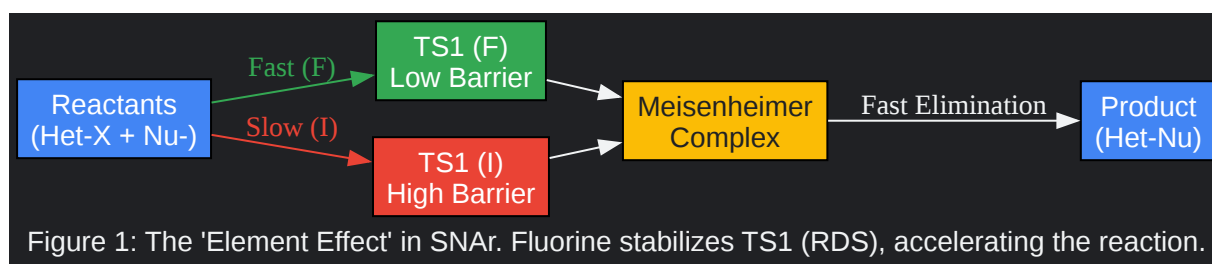 Reactants
(Het-X + Nu-)
Fast (F)
Slow (I)
TS1 (F)
Low Barrier
TS1 (I)
High Barrier
Meisenheimer
Complex
Fast Elimination
Product
(Het-Nu)
Figure 1: The 'Element Effect' in SNAr. Fluorine stabilizes TS1 (RDS), accelerating the reaction.